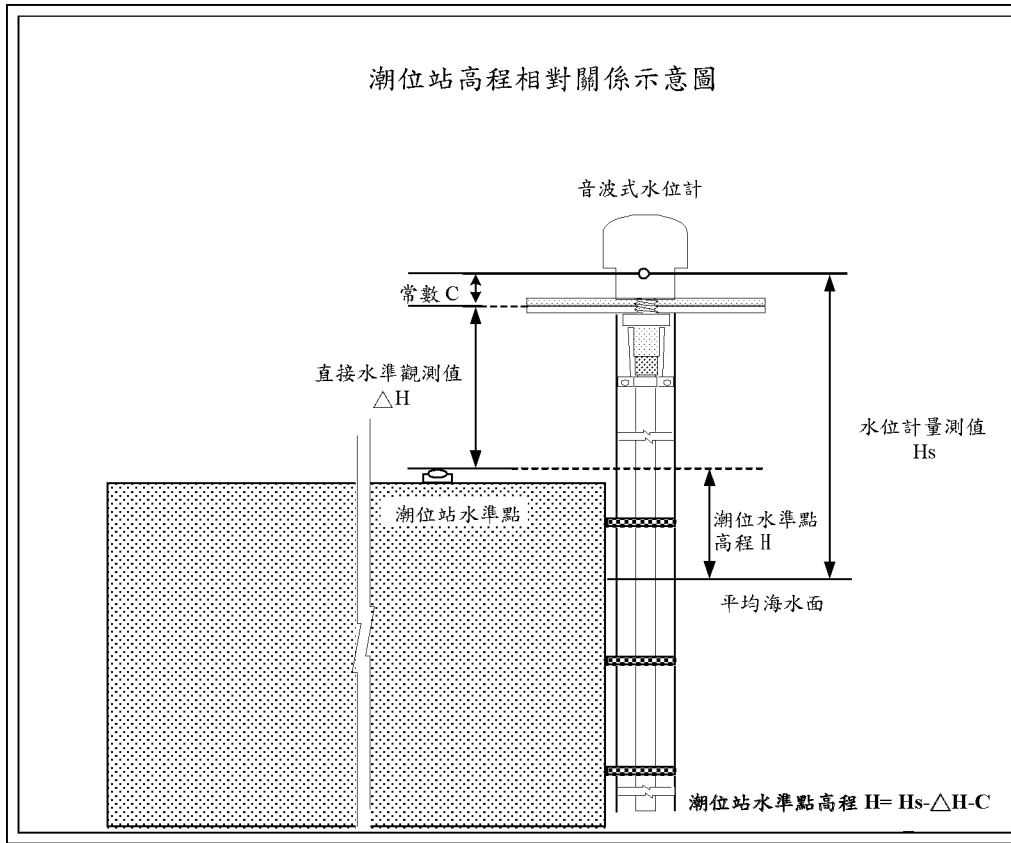 潮位站高程相對關係示意圖
音波式水位計
常數 C
直接水準觀測值
△H
水位計量測值
Hs
潮位站水準點
潮位水準點
高程 H
平均海水面
潮位站水準點高程 H= Hs-△H-C